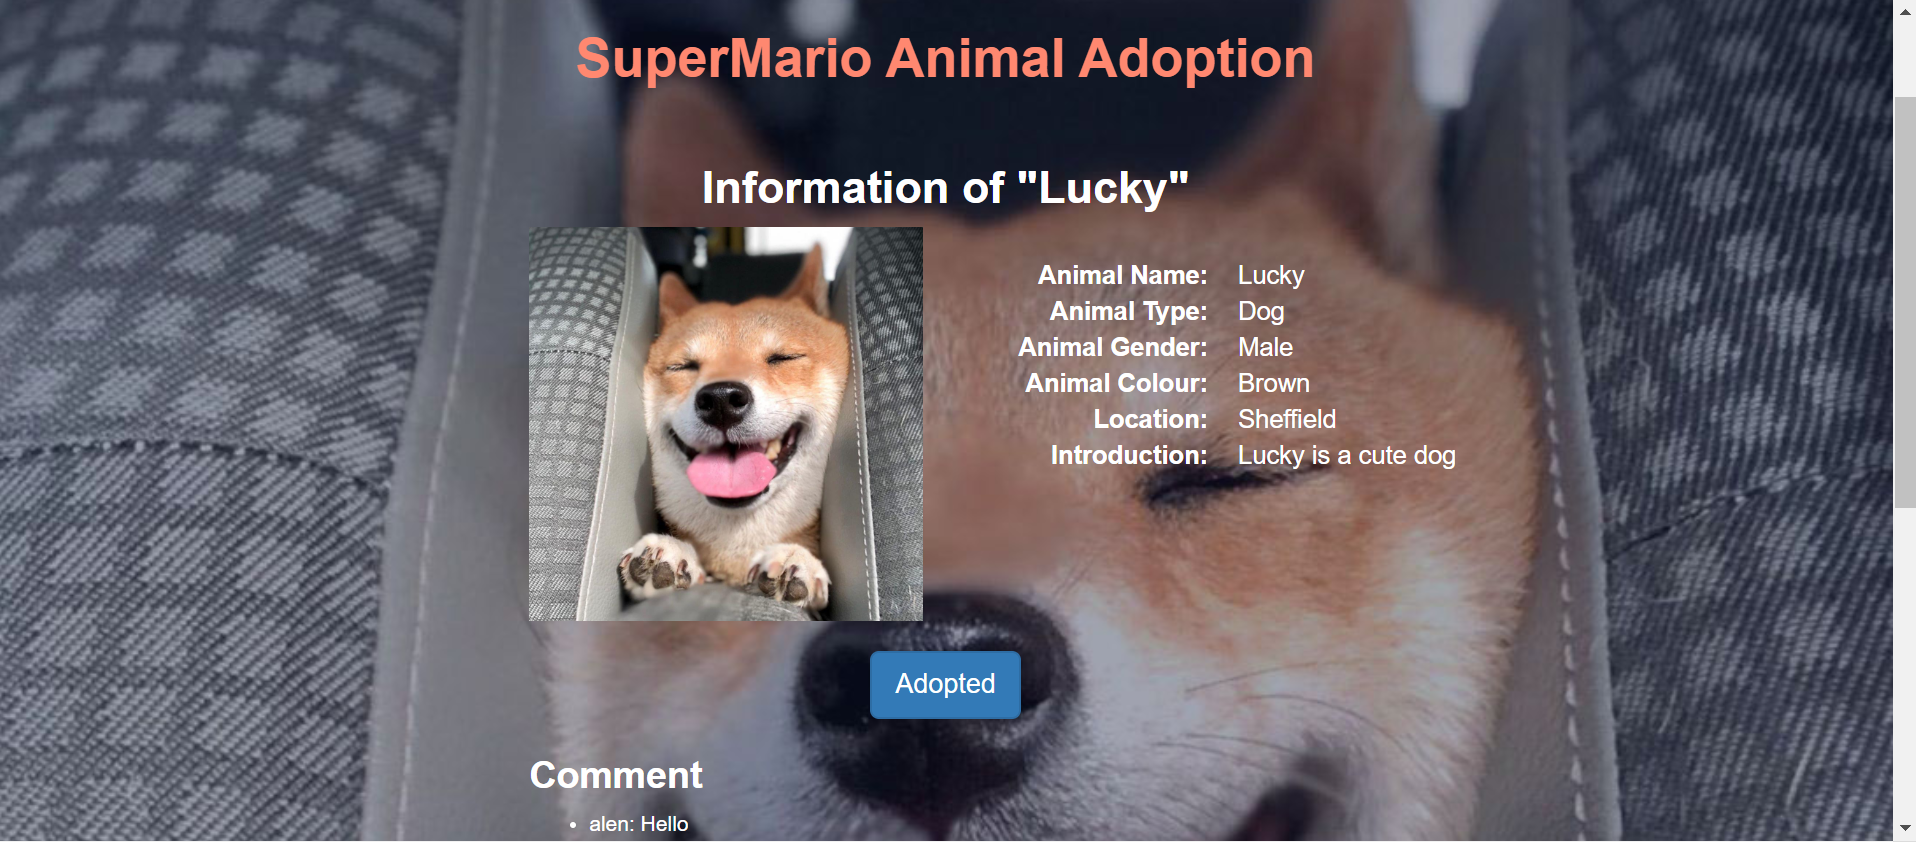 SuperMario Animal Adoption
Information of "Lucky"
Animal Name: Lucky
Animal Type: Dog
Animal Gender: Male
Animal Colour: Brown
Location: Sheffield
Introduction: Lucky is a cute dog
Adopted
Comment
• alen: Hello